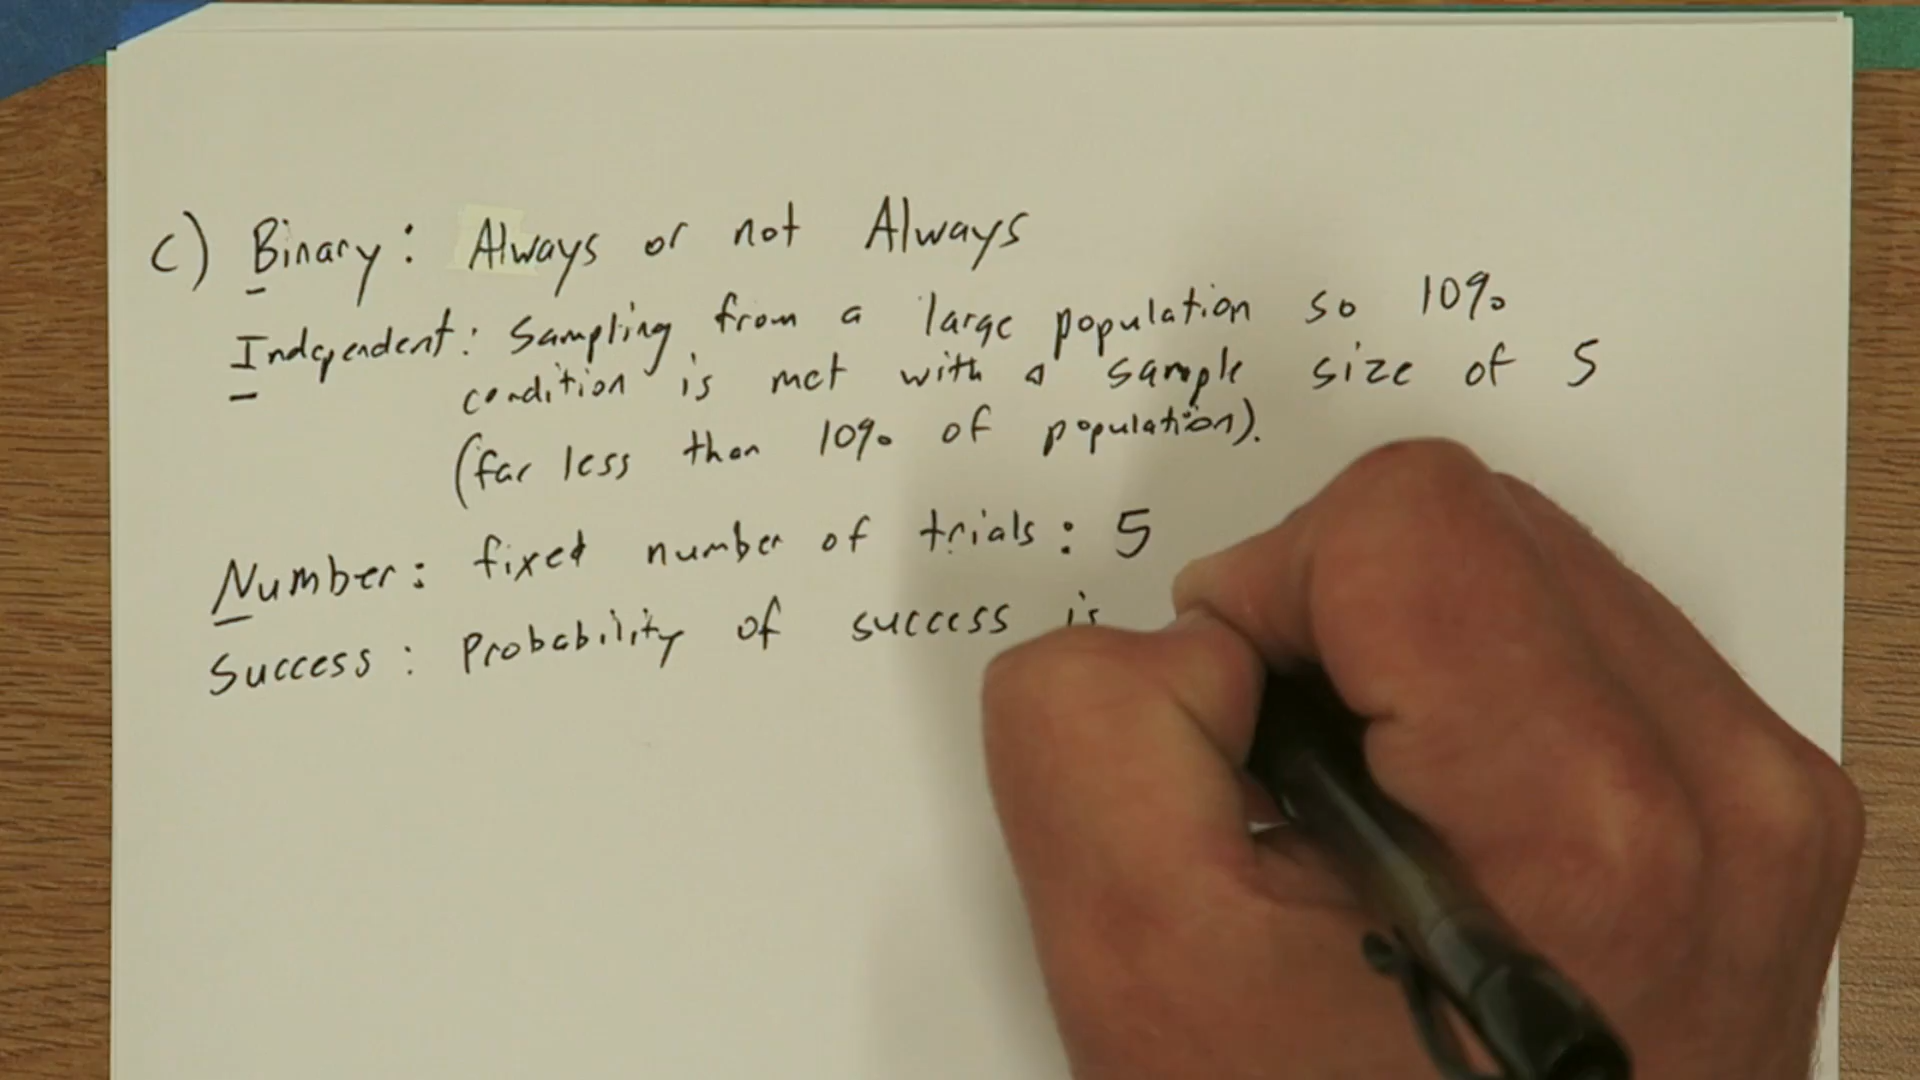 c) Binary: Always or not Always
Independent: Sampling from a large population so 10%
condition is met with a sample size of 5
(far less than 10% of population).
Number: fixed number of trials: 5
Success: Probability of success is